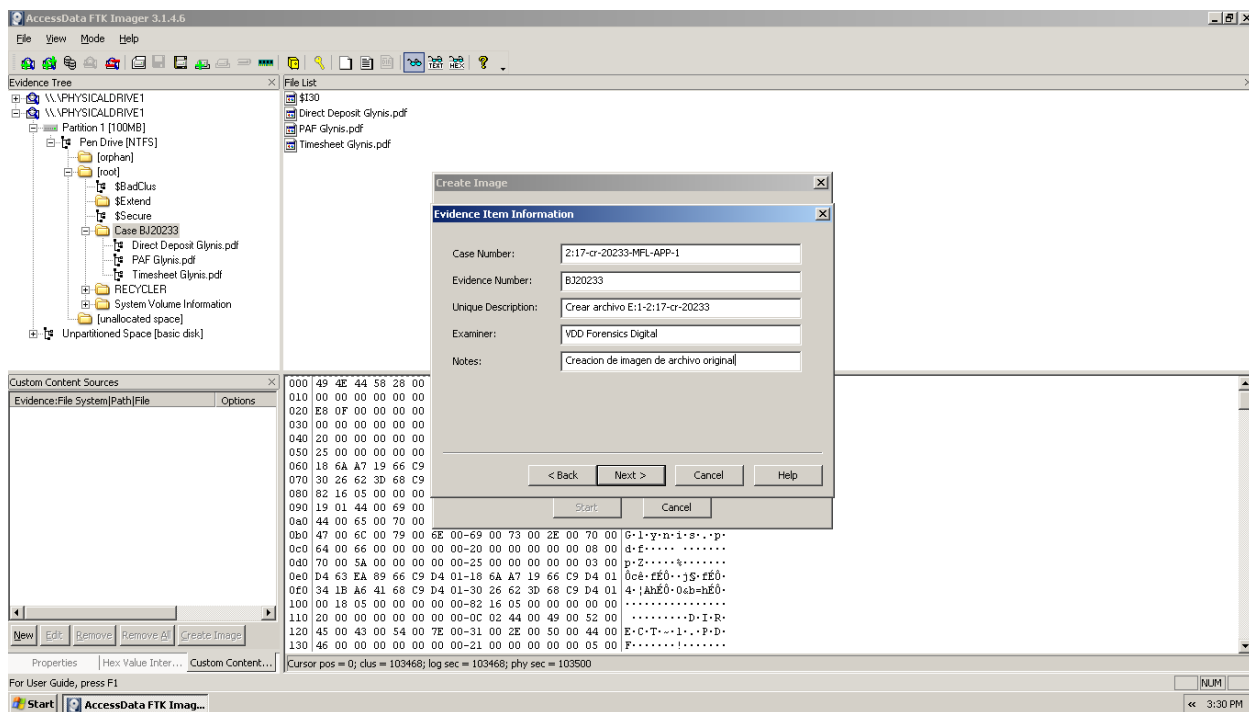 AccessData FTK Imager 3.1.4.6
File View Mode Help
Evidence Tree
\\.\PHYSICALDRIVE1
\\.\PHYSICALDRIVE1
Partition 1 [100MB]
Pen Drive [NTFS]
[orphan]
[root]
$BadClus
$Extend
$Secure
Case BJ20233
Direct Deposit Glynis.pdf
PAF Glynis.pdf
Timesheet Glynis.pdf
RECYCLER
System Volume Information
[unallocated space]
Unpartitioned Space [basic disk]
File List
$I30
Direct Deposit Glynis.pdf
PAF Glynis.pdf
Timesheet Glynis.pdf
Create Image
Evidence Item Information
Case Number: 2:17-cr-20233-MFL-APP-1
Evidence Number: BJ20233
Unique Description: Crear archivo E:1-2:17-cr-20233
Examiner: VDD Forensics Digital
Notes: Creacion de imagen de archivo original
< Back Next > Cancel Help
Start Cancel
Custom Content Sources
Evidence:File System|Path|File Options
New Edit Remove Remove All Create Image
Properties Hex Value Inter... Custom Content...
000 49 4E 44 58 28 00
010 00 00 00 00 00 00
020 E8 0F 00 00 00 00
030 00 00 00 00 00 00
040 20 00 00 00 00 00
050 25 00 00 00 00 00
060 18 6A A7 19 66 C9
070 30 26 62 3D 68 C9
080 82 16 05 00 00 00
090 19 01 44 00 69 00
0a0 44 00 65 00 70 00
0b0 47 00 6C 00 79 00 6E 00-69 00 73 00 2E 00 70 00 G·l·y·n·i·s·.·p·
0c0 64 00 66 00 00 00 00 00-20 00 00 00 00 00 08 00 d·f····· ·······
0d0 70 00 5A 00 00 00 00 00-25 00 00 00 00 00 03 00 p·Z·····%·······
0e0 D4 63 EA 89 66 C9 D4 01-18 6A A7 19 66 C9 D4 01 Ôcê·fÉÔ··j§·fÉÔ·
0f0 34 1B A6 41 68 C9 D4 01-30 26 62 3D 68 C9 D4 01 4·¦AhÉÔ·0&b=hÉÔ·
100 00 18 05 00 00 00 00 00-82 16 05 00 00 00 00 00 ················
110 20 00 00 00 00 00 00 00-0C 02 44 00 49 00 52 00  ·········D·I·R·
120 45 00 43 00 54 00 7E 00-31 00 2E 00 50 00 44 00 E·C·T·~·1·.·P·D·
130 46 00 00 00 00 00 00 00-21 00 00 00 00 00 05 00 F·······!·······
Cursor pos = 0; clus = 103468; log sec = 103468; phy sec = 103500
For User Guide, press F1
NUM
Start AccessData FTK Imag... « 3:30 PM